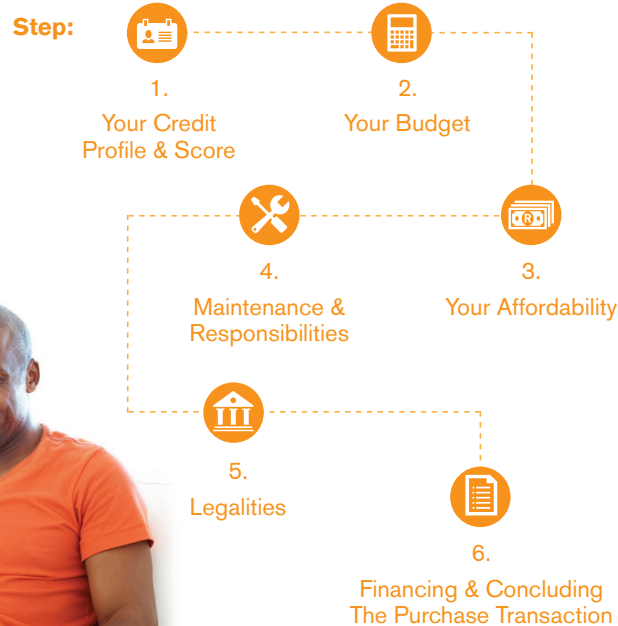 Step:
1.
Your Credit
Profile & Score
2.
Your Budget
3.
Your Affordability
4.
Maintenance &
Responsibilities
5.
Legalities
6.
Financing & Concluding
The Purchase Transaction
R